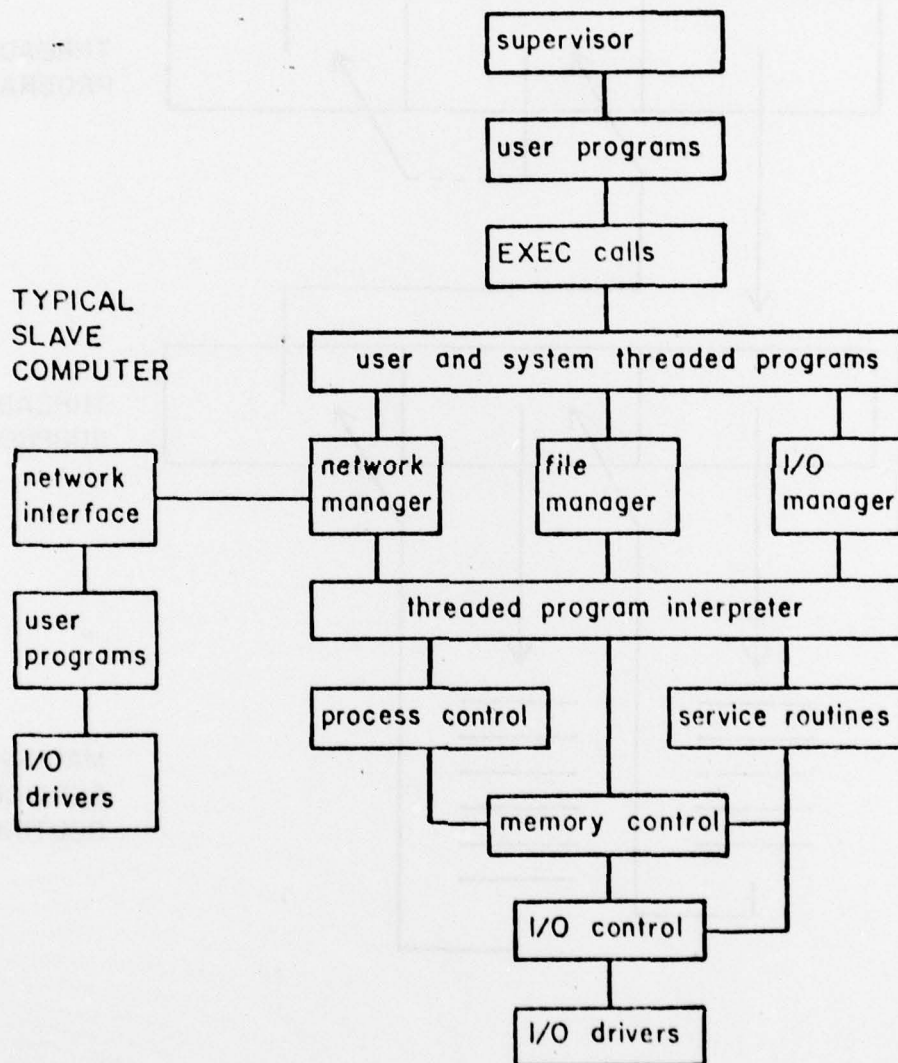 supervisor
user programs
EXEC calls
TYPICAL
SLAVE
COMPUTER
user and system threaded programs
network
interface
network
manager
file
manager
I/O
manager
threaded program interpreter
user
programs
process control
service routines
I/O
drivers
memory control
I/O control
I/O drivers